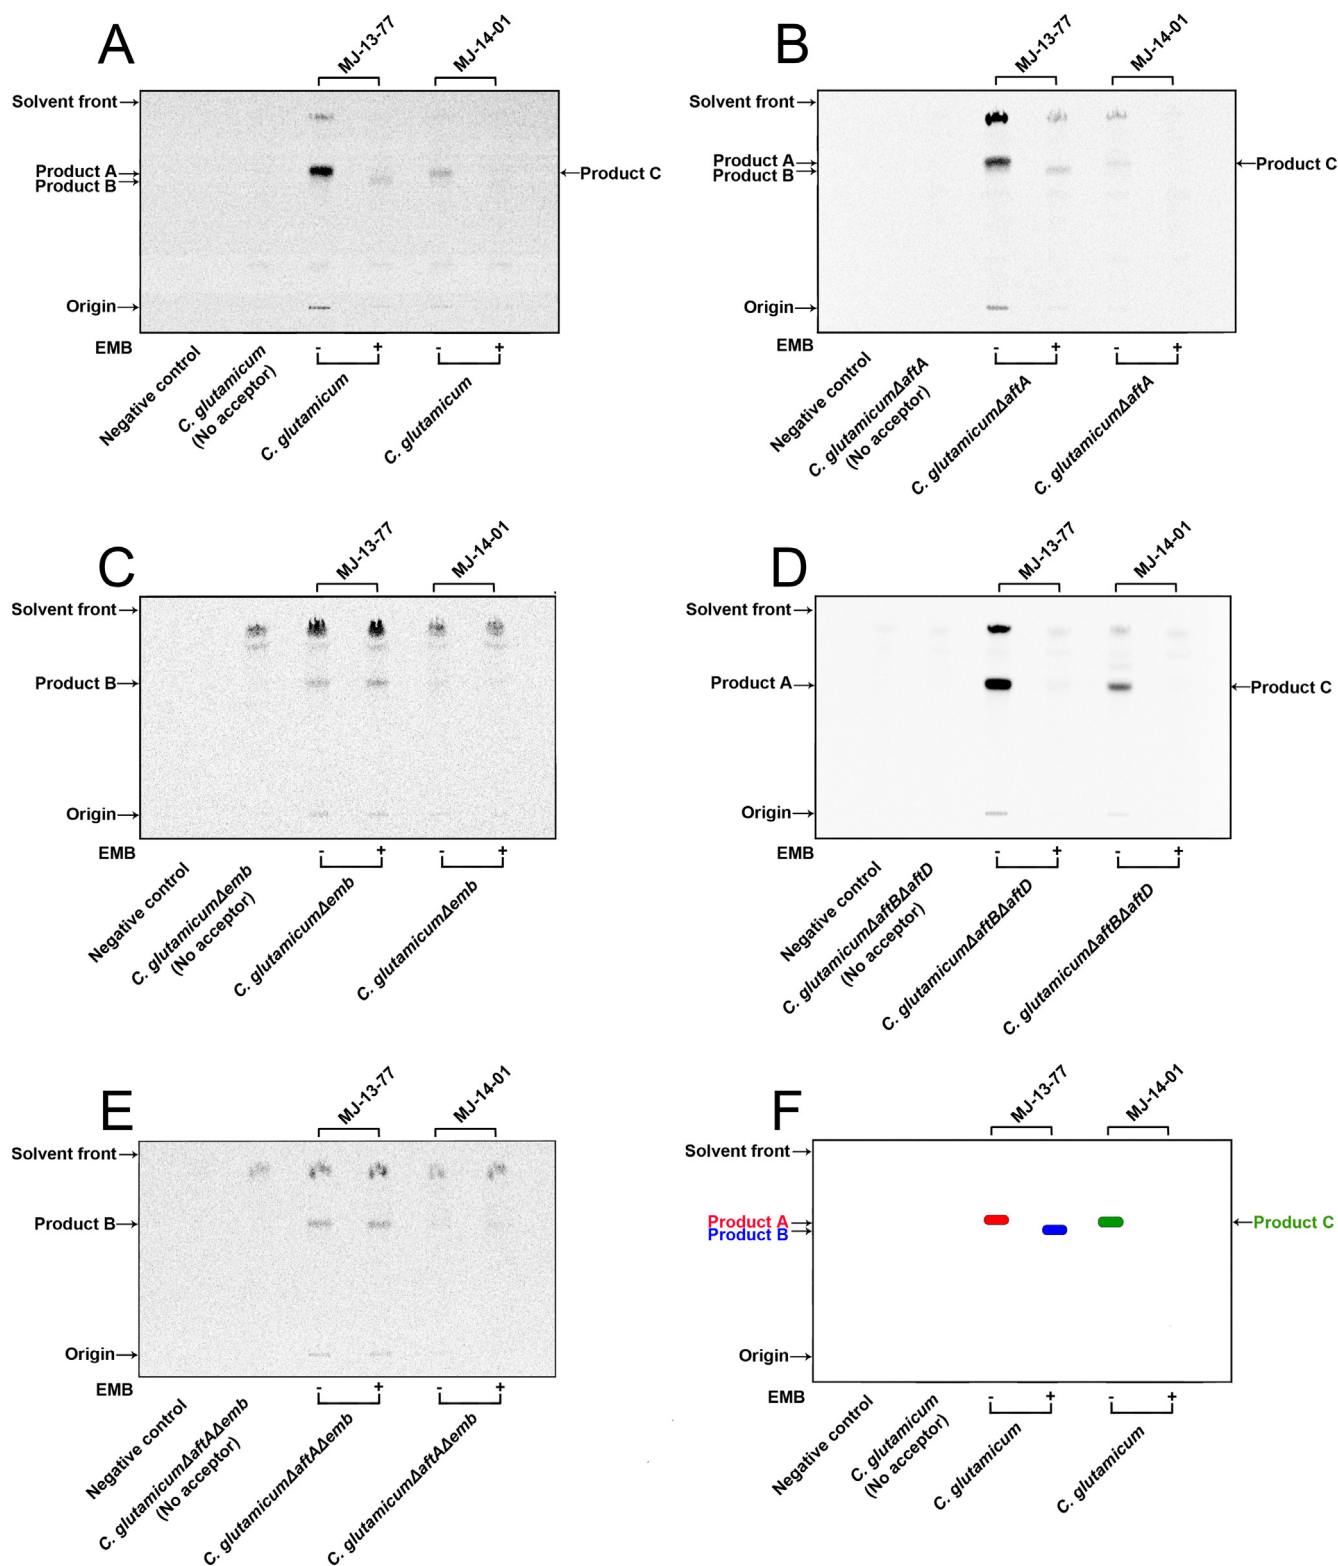 A
MJ-13-77
MJ-14-01
Solvent front
Product A
Product B
Product C
Origin
EMB
-
+
-
+
Negative control
C. glutamicum
(No acceptor)
C. glutamicum
C. glutamicum
B
MJ-13-77
MJ-14-01
Solvent front
Product A
Product B
Product C
Origin
EMB
-
+
-
+
Negative control
C. glutamicumΔaftA
(No acceptor)
C. glutamicumΔaftA
C. glutamicumΔaftA
C
MJ-13-77
MJ-14-01
Solvent front
Product B
Origin
EMB
-
+
-
+
Negative control
C. glutamicumΔemb
(No acceptor)
C. glutamicumΔemb
C. glutamicumΔemb
D
MJ-13-77
MJ-14-01
Solvent front
Product A
Product C
Origin
EMB
-
+
-
+
Negative control
C. glutamicumΔaftBΔaftD
(No acceptor)
C. glutamicumΔaftBΔaftD
C. glutamicumΔaftBΔaftD
E
MJ-13-77
MJ-14-01
Solvent front
Product B
Origin
EMB
-
+
-
+
Negative control
C. glutamicumΔaftAΔemb
(No acceptor)
C. glutamicumΔaftAΔemb
C. glutamicumΔaftAΔemb
F
MJ-13-77
MJ-14-01
Solvent front
Product A
Product B
Product C
Origin
EMB
-
+
-
+
Negative control
C. glutamicum
(No acceptor)
C. glutamicum
C. glutamicum